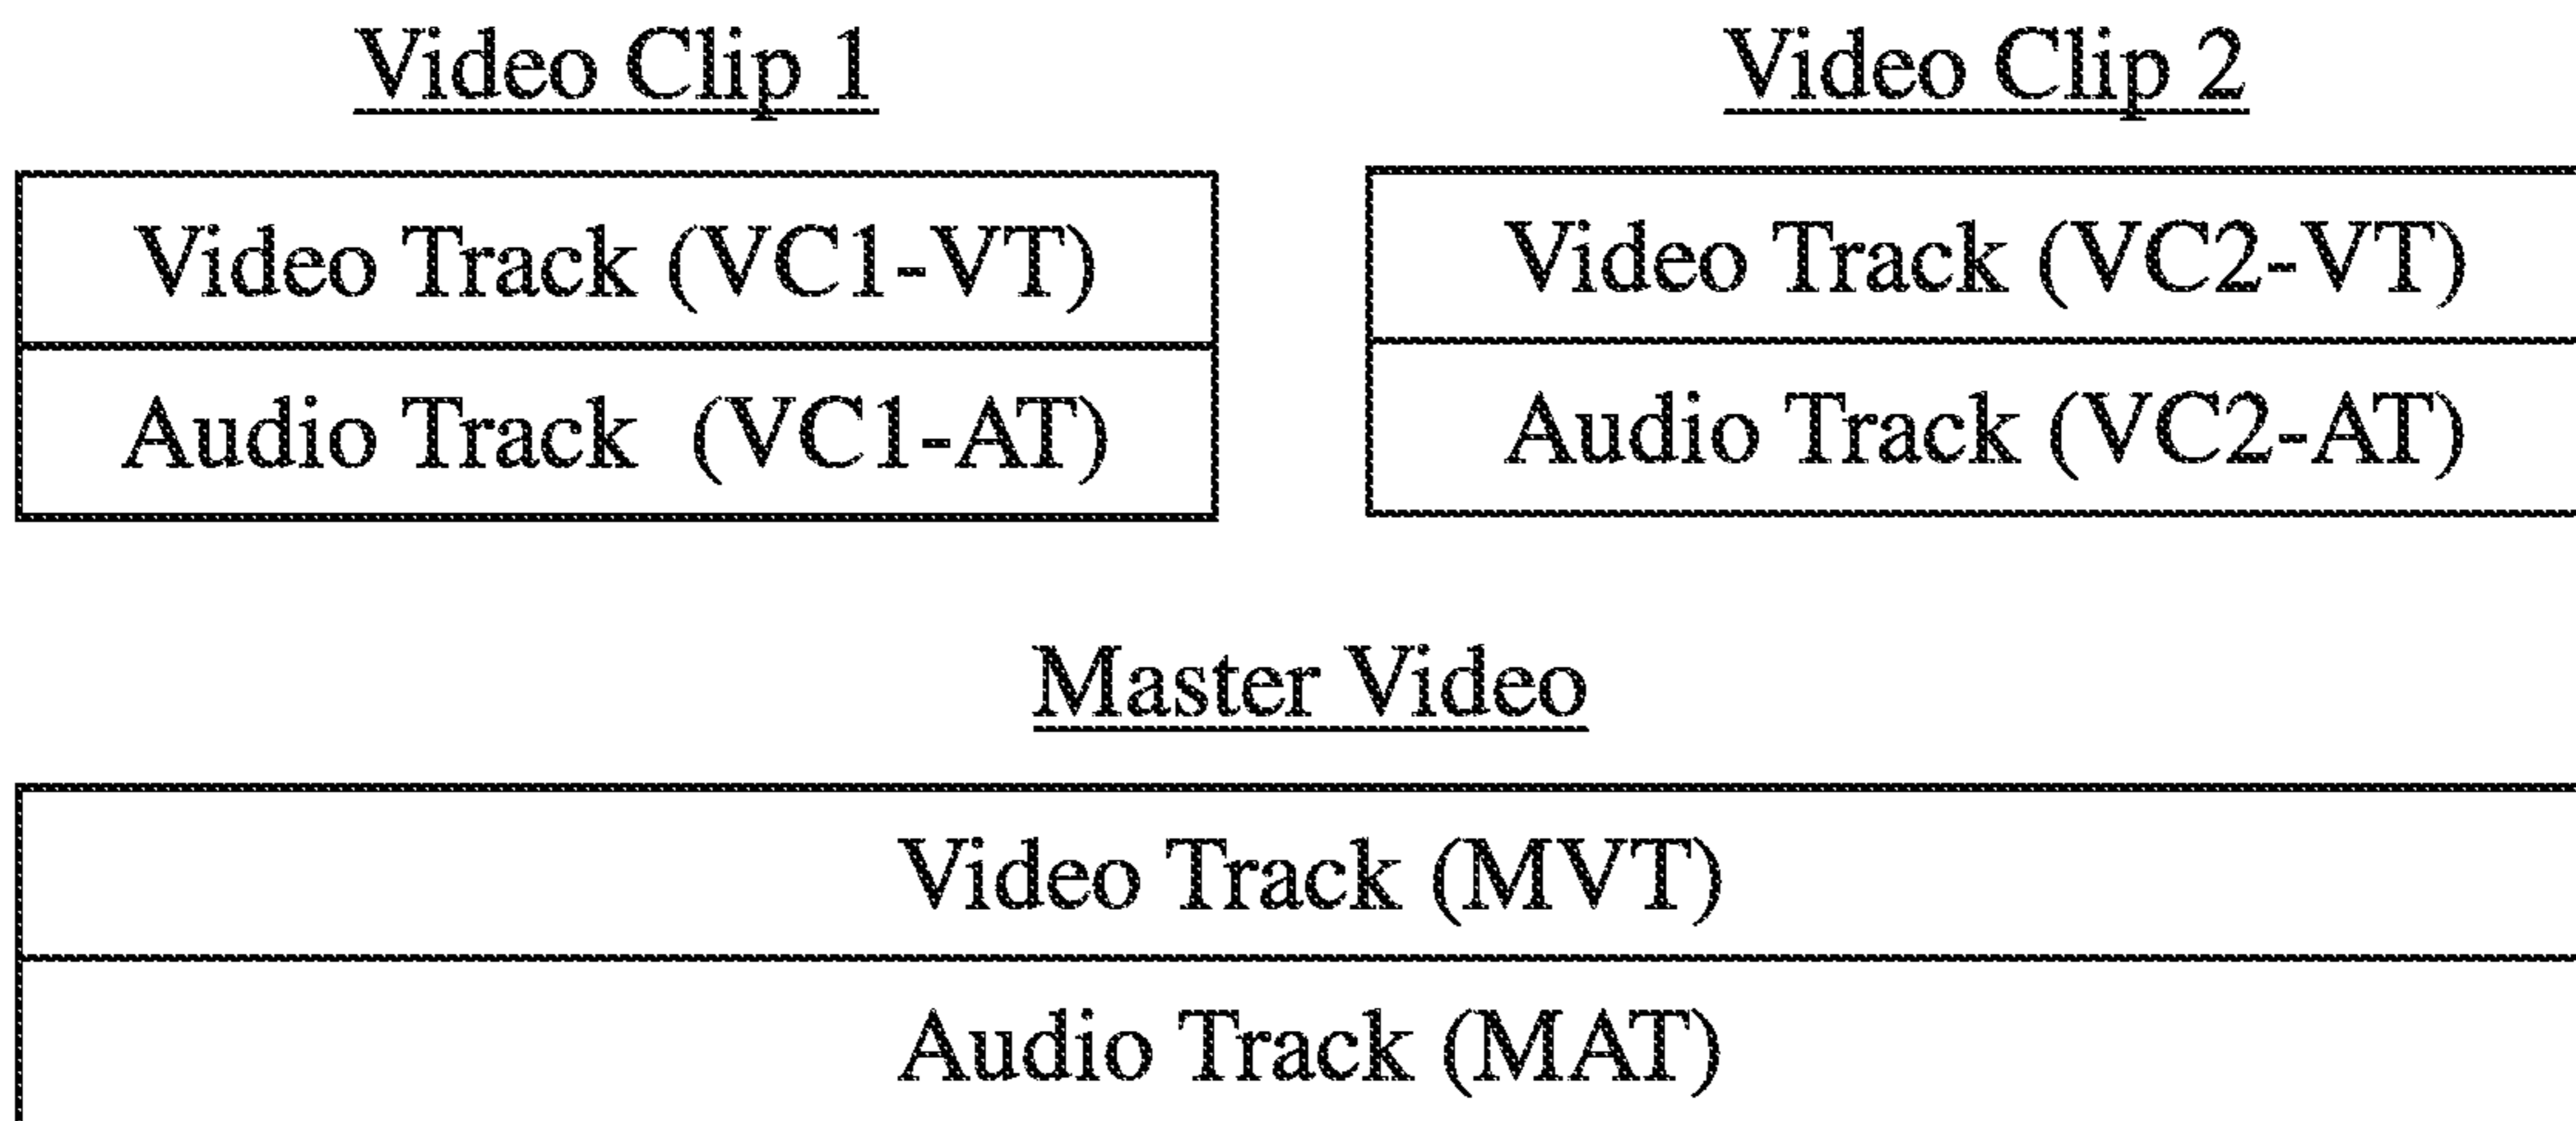 Video Clip 1
Video Clip 2
Video Track (VC1-VT)
Audio Track (VC1-AT)
Video Track (VC2-VT)
Audio Track (VC2-AT)
Master Video
Video Track (MVT)
Audio Track (MAT)